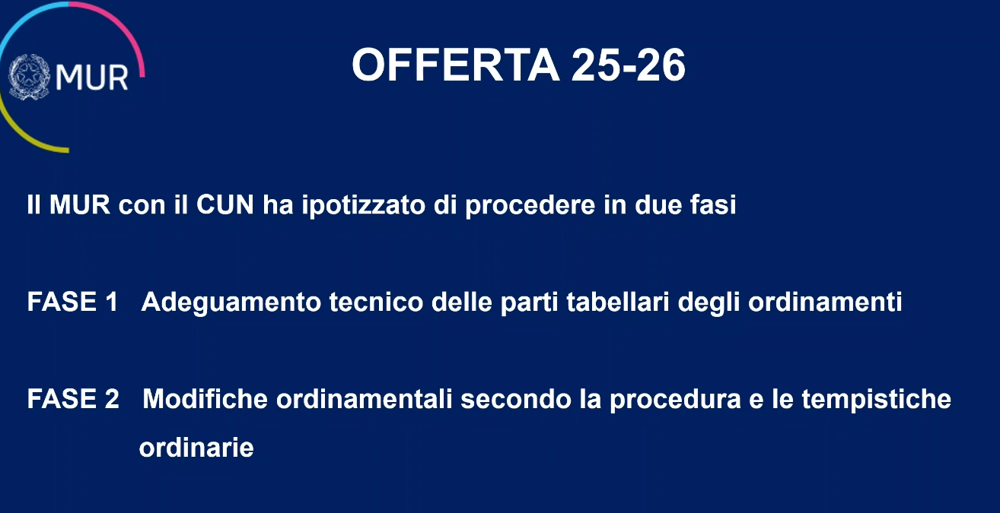 MUR
OFFERTA 25-26
Il MUR con il CUN ha ipotizzato di procedere in due fasi
FASE 1 Adeguamento tecnico delle parti tabellari degli ordinamenti
FASE 2 Modifiche ordinamentali secondo la procedura e le tempistiche
ordinarie